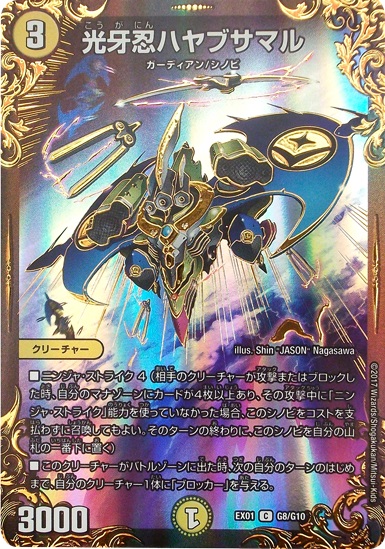 3
こう が にん
光牙忍ハヤブサマル
ガーディアン/シノビ
illus. Shin "JASON" Nagasawa
クリーチャー
■ニンジャ・ストライク 4（相手のクリーチャーが攻撃またはブロック
した時、自分のマナゾーンにカードが4枚以上あり、その攻撃中に「ニン
ジャ・ストライク」能力を使っていなかった場合、このシノビをコストを支
払わずに召喚してもよい。そのターンの終わりに、このシノビを自分の山
札の一番下に置く）
■このクリーチャーがバトルゾーンに出た時、次の自分のターンのはじめ
まで、自分のクリーチャー1体に「ブロッカー」を与える。
3000
1
EX01 C G8/G10
©2017 Wizards/Shogakukan/Mitsui-Kids